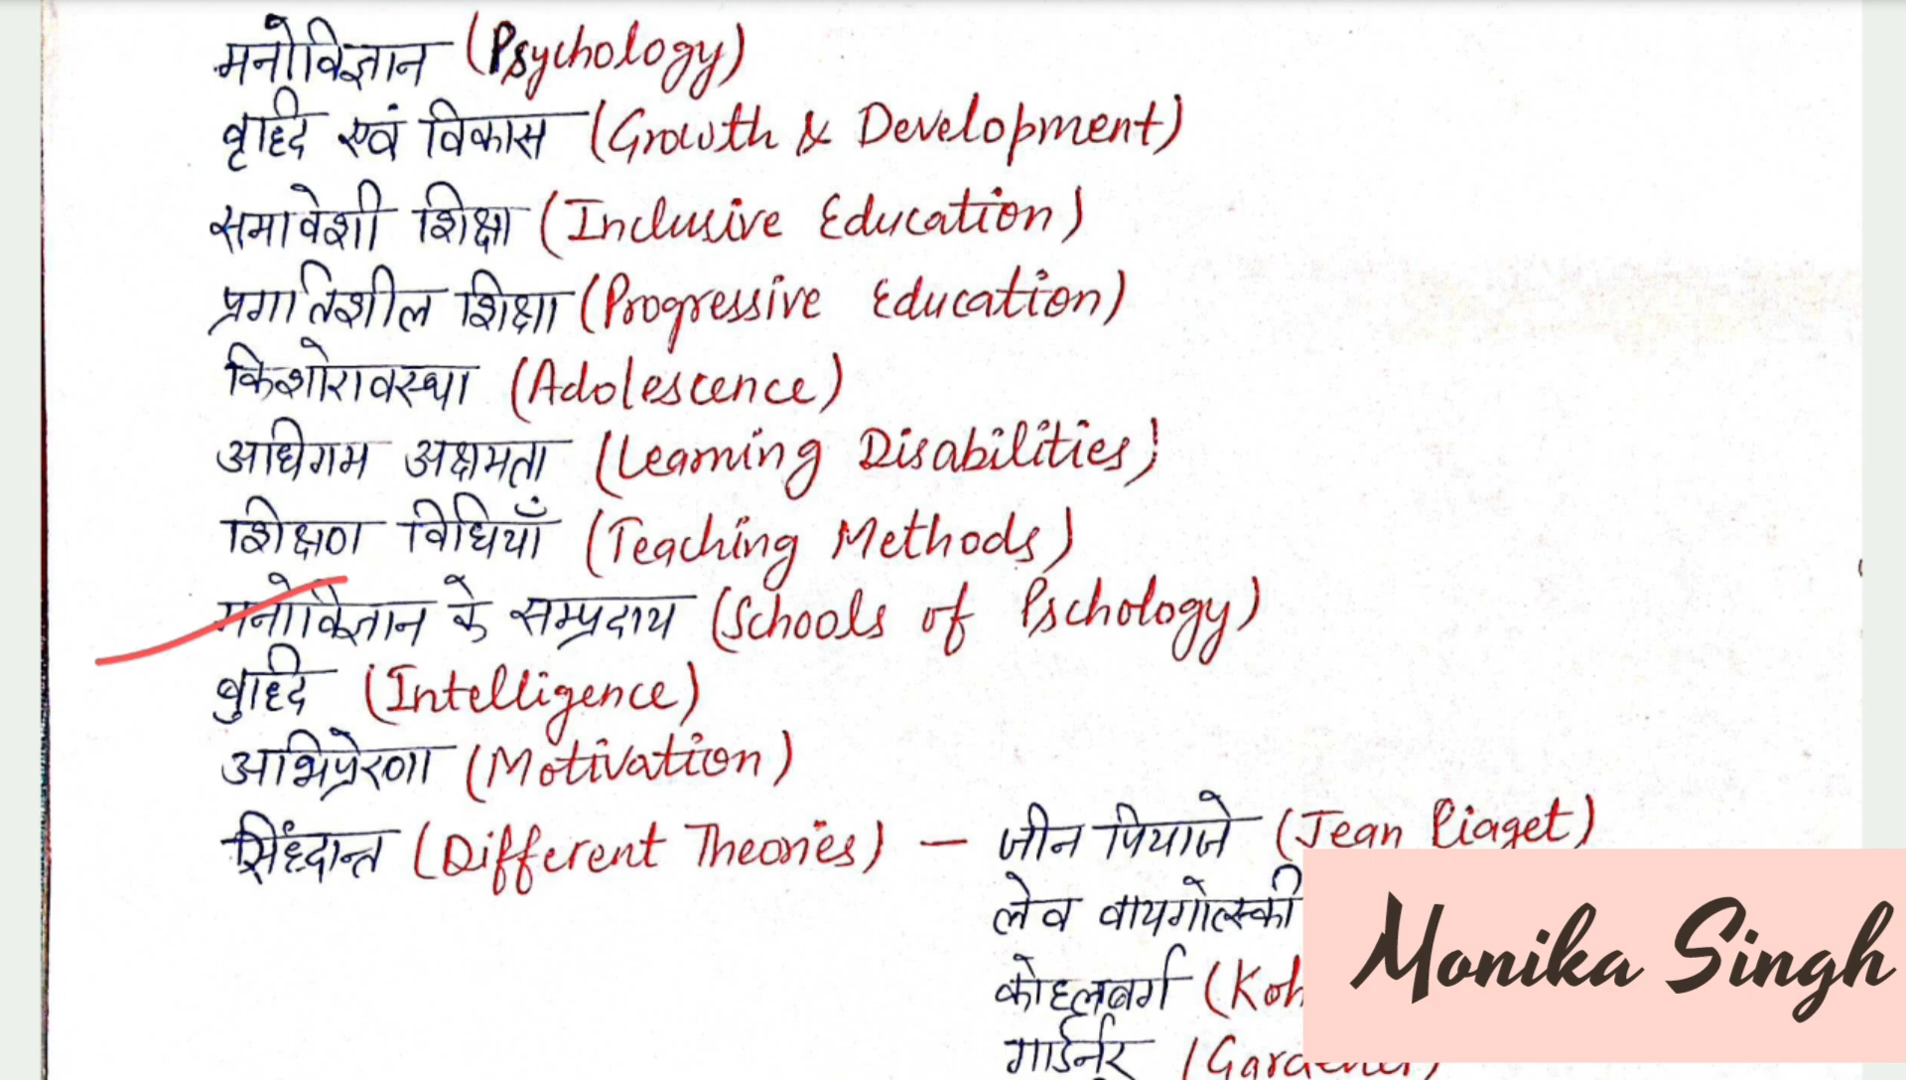 मनोविज्ञान (Psychology)
वृद्दि एवं विकास (Growth & Development)
समावेशी शिक्षा (Inclusive Education)
प्रगतिशील शिक्षा (Progressive Education)
किशोरावस्था (Adolescence)
अधिगम अक्षमता (Learning Disabilities)
शिक्षण विधियाँ (Teaching Methods)
मनोविज्ञान के सम्प्रदाय (Schools of Pschology)
बुद्दि (Intelligence)
अभिप्रेरणा (Motivation)
सिद्दान्त (Different Theories) – जीन पियाजे (Jean Piaget)
लेव वायगोत्स्की
कोहलबर्ग (Koh
गार्डनर
Monika Singh